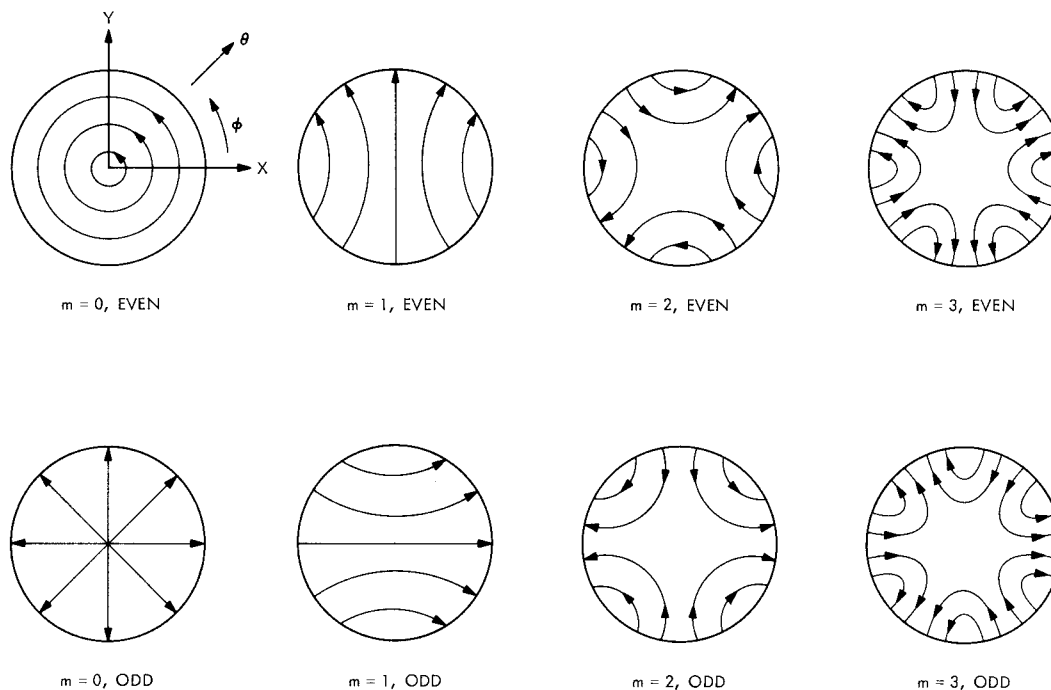 Y
θ
ϕ
X
m = 0, EVEN
m = 1, EVEN
m = 2, EVEN
m = 3, EVEN
m = 0, ODD
m = 1, ODD
m = 2, ODD
m = 3, ODD